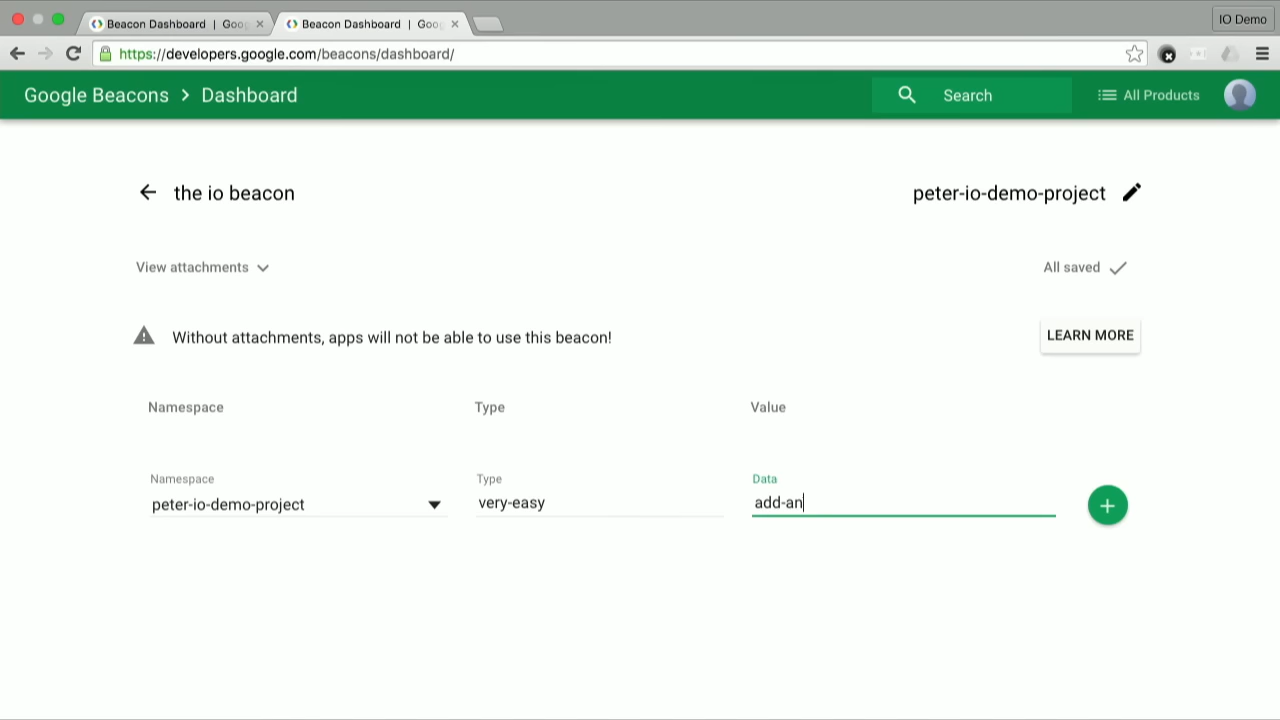 Beacon Dashboard | Goog
Beacon Dashboard | Goog
IO Demo
https://developers.google.com/beacons/dashboard/
Google Beacons > Dashboard
Search
All Products
the io beacon
peter-io-demo-project
View attachments
All saved
Without attachments, apps will not be able to use this beacon!
LEARN MORE
Namespace Type Value
Namespace Type Data
peter-io-demo-project very-easy add-an